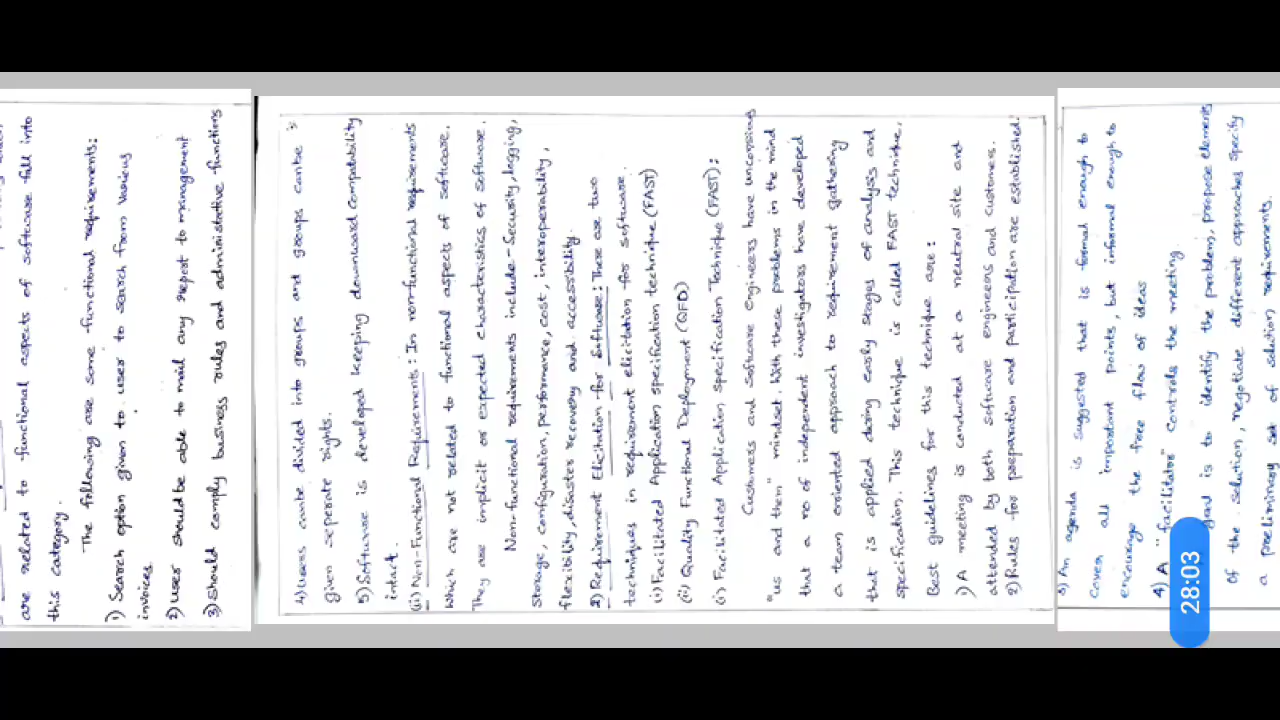 are related to functional aspects of software fall into
this category.
The following are some functional requirements:
1) Search option given to user to search from various
invoices
2) user should be able to mail any report to management
3) should comply business rules and administrative functions
4) users can be divided into groups and groups can be
given seperate rights.
5) Software is developed keeping downward compatability
intact.
(ii) Non-Functional Requirements: In non-functional requirements
Which are not related to functional aspects of software.
They are implicit or expected characteristics of software.
Non-functional requirements include - Security, logging,
Storage, configuration, performance, cost, interoperability,
flexibility, disaster recovery and accessibility.
2) Requirement Elicitation for Software: There are two
techniques in requirement elicitation for software.
(i) Facilitated Application specification technique (FAST)
(ii) Quality Functional Deployment (QFD)
(i) Facilitated Application Specification Technique (FAST):
Customers and Software engineers have
"us and them" mindset. With these problems in the mind
that a no of independent investigators have developed
a team oriented approach to requirement gathering
that is applied during early stages of analyses and
specification. This technique is called FAST technique.
Best guidelines for this technique are:
1) A meeting is conducted at a neutral site and
attended by both software engineers and customers.
2) Rules for preparation and participation are established.
3) An agenda is suggested that is formal enough to
cover all important points, but informal enough to
encourage the free flow of ideas
4) A "facilitator" controls the meeting
goal is to identify the problem, propose elements
of the solution, negotiate different approaches specify
a prelimary set of solution requirements.
28:03